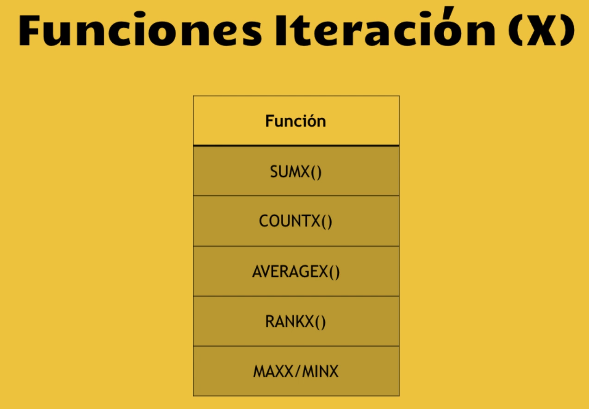 Funciones Iteración (X)
Función
SUMX()
COUNTX()
AVERAGEX()
RANKX()
MAXX/MINX